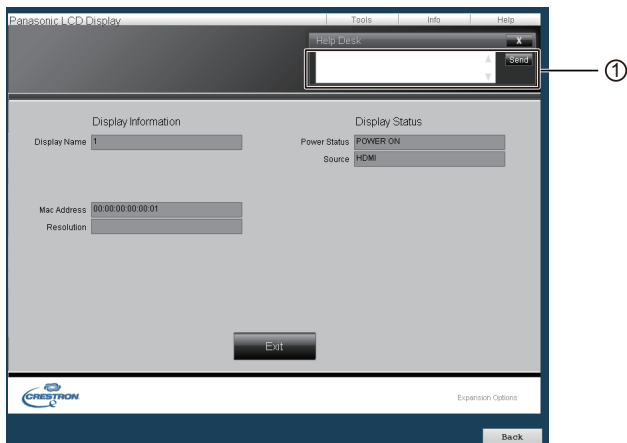 Panasonic LCD Display Tools Info Help
Help Desk X
Send
①
Display Information Display Status
Display Name 1 Power Status POWER ON
Source HDMI
Mac Address 00:00:00:00:00:01
Resolution
Exit
CRESTRON Expansion Options
Back